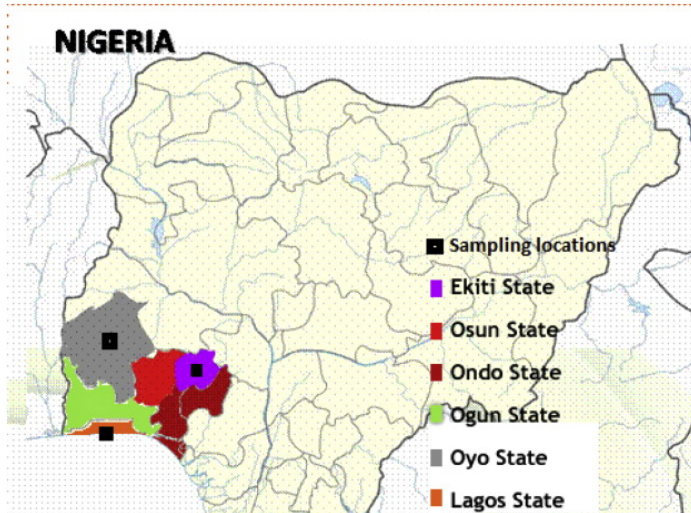 NIGERIA
Sampling locations
Ekiti State
Osun State
Ondo State
Ogun State
Oyo State
Lagos State